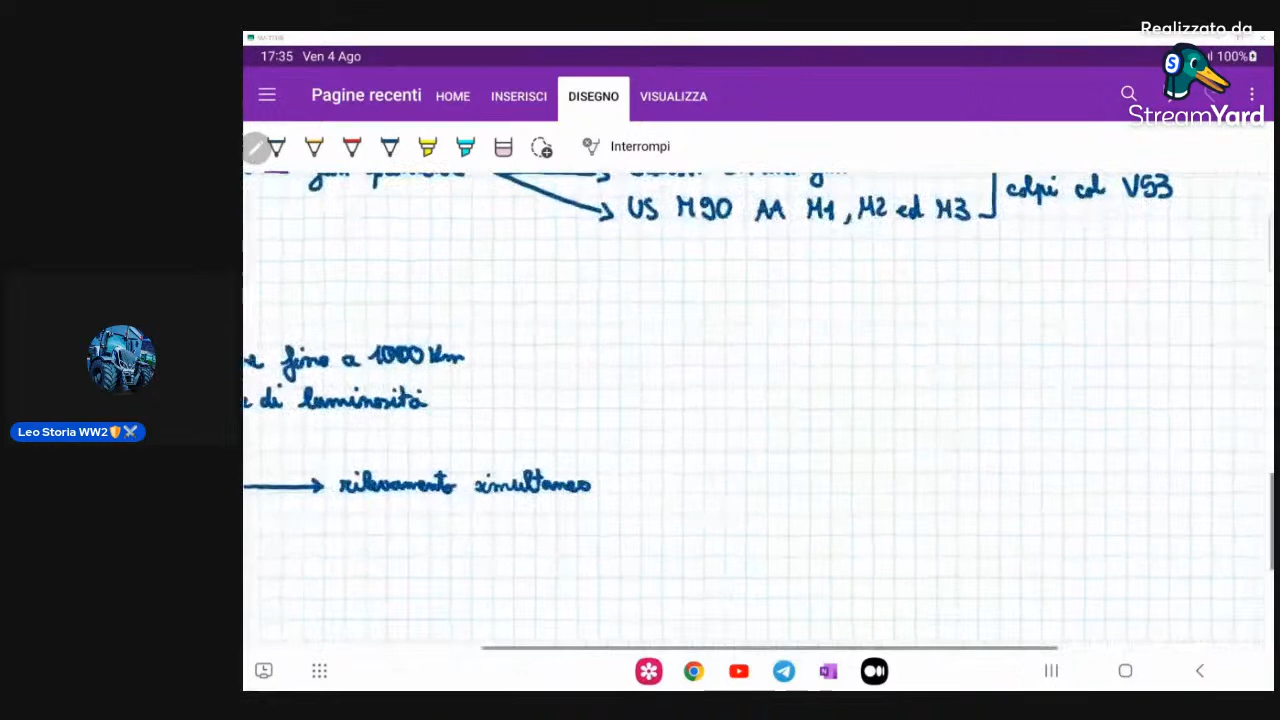 Realizzato da
StreamYard
17:35 Ven 4 Ago
100%
Pagine recenti HOME INSERISCI DISEGNO VISUALIZZA
Interrompi
colpi col VS3
US M90 AA M1, M2 ed M3
fino a 1000 Km
di luminosità
rilevamento simultaneo
Leo Storia WW2